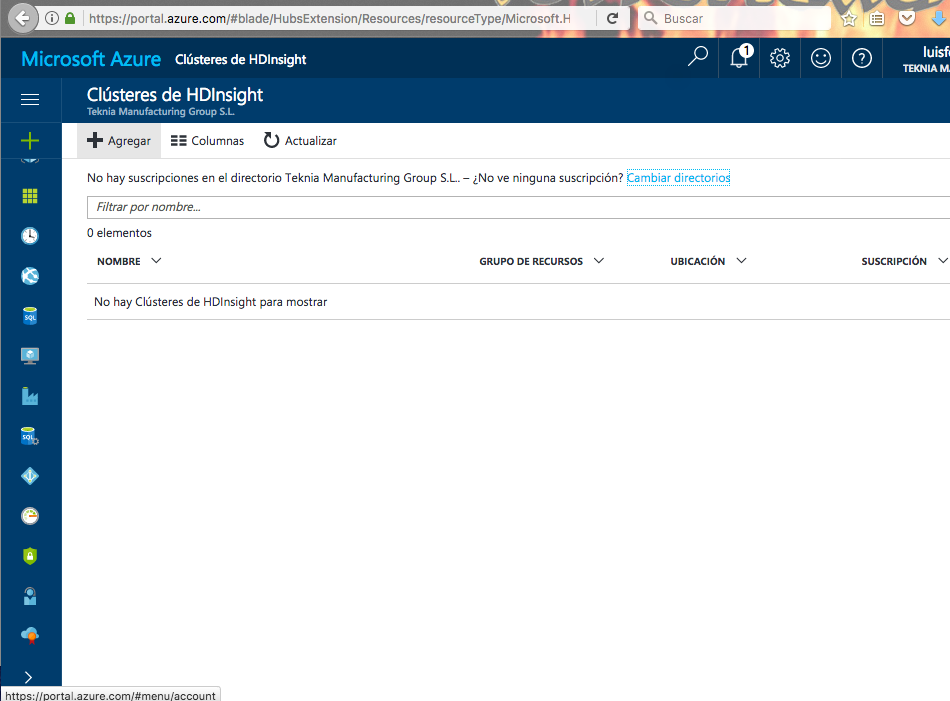 https://portal.azure.com/#blade/HubsExtension/Resources/resourceType/Microsoft.H
Buscar
Microsoft Azure
Clústeres de HDInsight
1
luisf
TEKNIA M
Clústeres de HDInsight
Teknia Manufacturing Group S.L.
Agregar
Columnas
Actualizar
No hay suscripciones en el directorio Teknia Manufacturing Group S.L.. – ¿No ve ninguna suscripción? Cambiar directorios
Filtrar por nombre...
0 elementos
NOMBRE
GRUPO DE RECURSOS
UBICACIÓN
SUSCRIPCIÓN
No hay Clústeres de HDInsight para mostrar
SQL
SQL
https://portal.azure.com/#menu/account